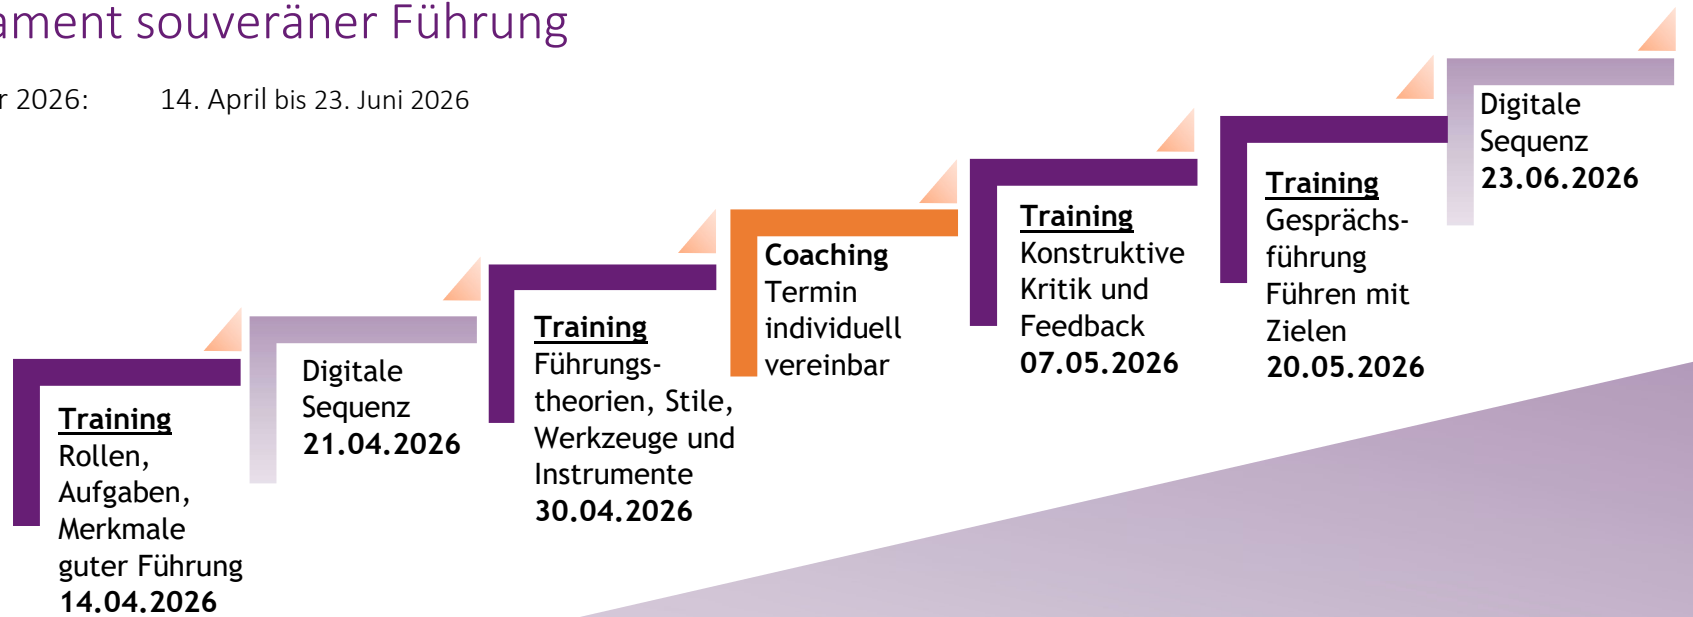 ament souveräner Führung
r 2026: 14. April bis 23. Juni 2026
Training
Rollen,
Aufgaben,
Merkmale
guter Führung
14.04.2026
Digitale
Sequenz
21.04.2026
Training
Führungs-
theorien, Stile,
Werkzeuge und
Instrumente
30.04.2026
Coaching
Termin
individuell
vereinbar
Training
Konstruktive
Kritik und
Feedback
07.05.2026
Training
Gesprächs-
führung
Führen mit
Zielen
20.05.2026
Digitale
Sequenz
23.06.2026